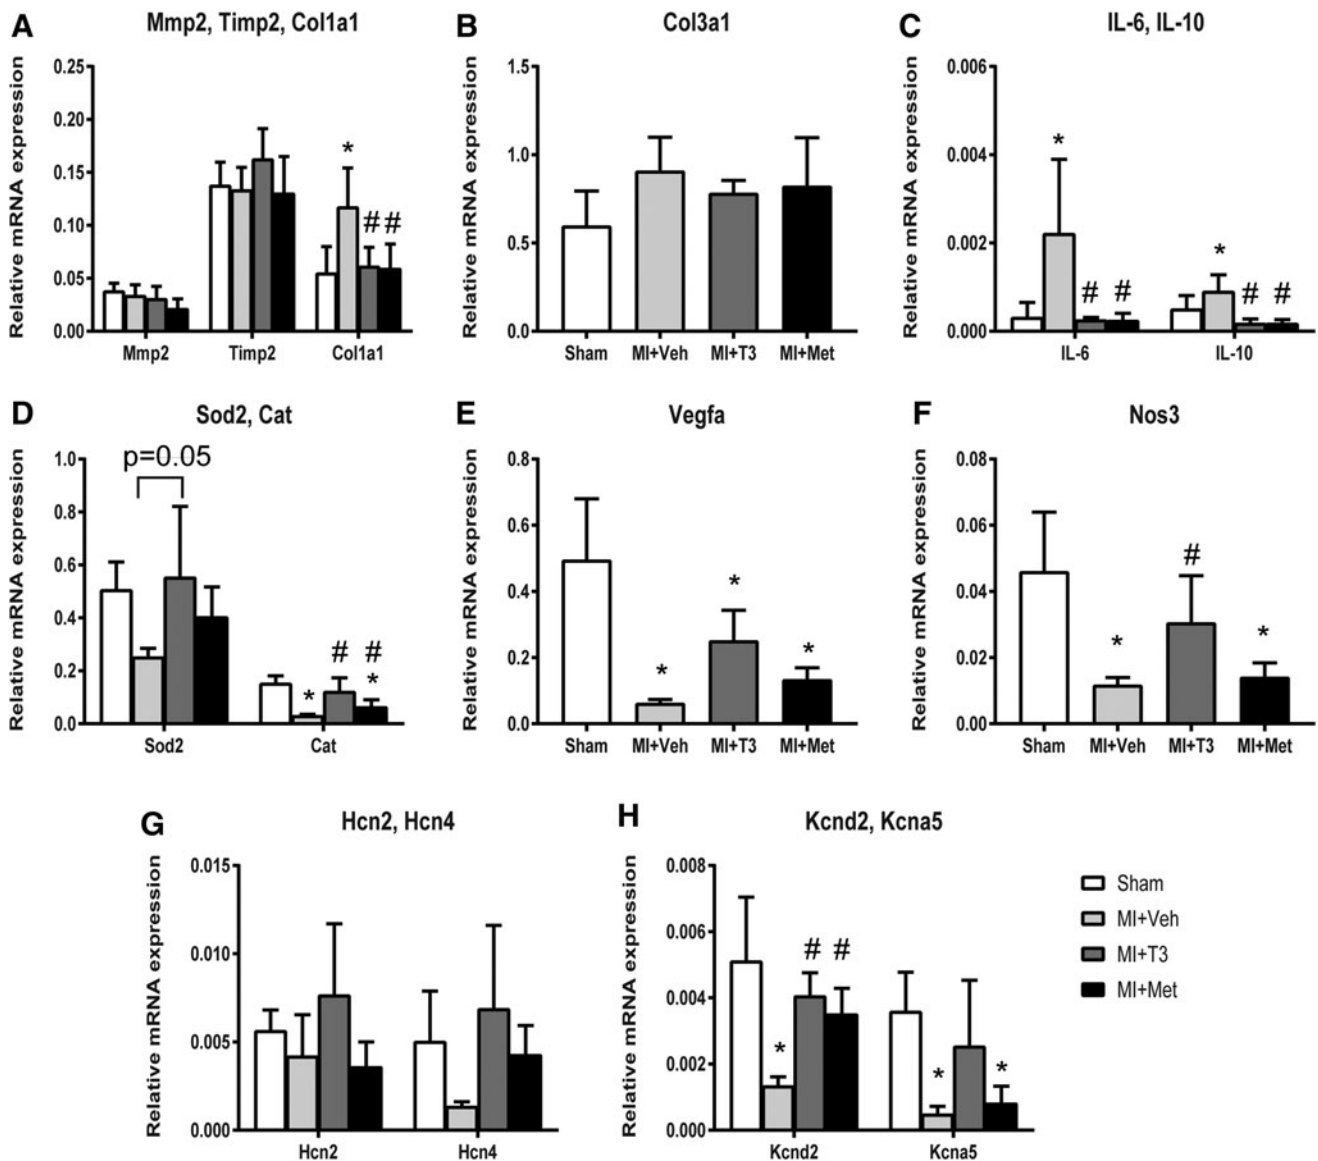 A Mmp2, Timp2, Col1a1
Relative mRNA expression
0.25
0.20
0.15
0.10
0.05
0.00
*
# #
Mmp2 Timp2 Col1a1
B Col3a1
Relative mRNA expression
1.5
1.0
0.5
0.0
Sham MI+Veh MI+T3 MI+Met
C IL-6, IL-10
Relative mRNA expression
0.006
0.004
0.002
0.000
*
# #
*
# #
IL-6 IL-10
D Sod2, Cat
Relative mRNA expression
1.0
0.8
0.6
0.4
0.2
0.0
p=0.05
*
#
#
*
Sod2 Cat
E Vegfa
Relative mRNA expression
0.8
0.6
0.4
0.2
0.0
*
*
*
Sham MI+Veh MI+T3 MI+Met
F Nos3
Relative mRNA expression
0.08
0.06
0.04
0.02
0.00
*
#
*
Sham MI+Veh MI+T3 MI+Met
G Hcn2, Hcn4
Relative mRNA expression
0.015
0.010
0.005
0.000
Hcn2 Hcn4
H Kcnd2, Kcna5
Relative mRNA expression
0.008
0.006
0.004
0.002
0.000
*
# #
*
*
Kcnd2 Kcna5
Sham
MI+Veh
MI+T3
MI+Met